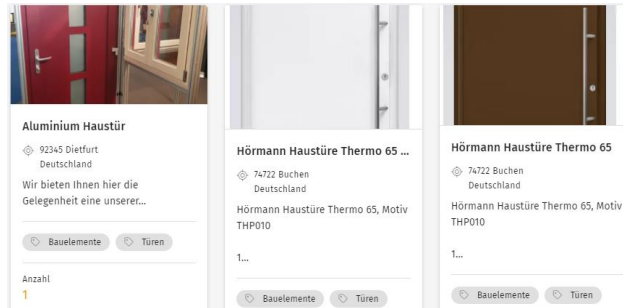 Aluminium Haustür
92345 Dietfurt
Deutschland
Wir bieten Ihnen hier die
Gelegenheit eine unserer...
Bauelemente
Türen
Anzahl
1
Hörmann Haustüre Thermo 65 ...
74722 Buchen
Deutschland
Hörmann Haustüre Thermo 65, Motiv
THP010
1...
Bauelemente
Türen
Hörmann Haustüre Thermo 65
74722 Buchen
Deutschland
Hörmann Haustüre Thermo 65, Motiv
THP010
1...
Bauelemente
Türen